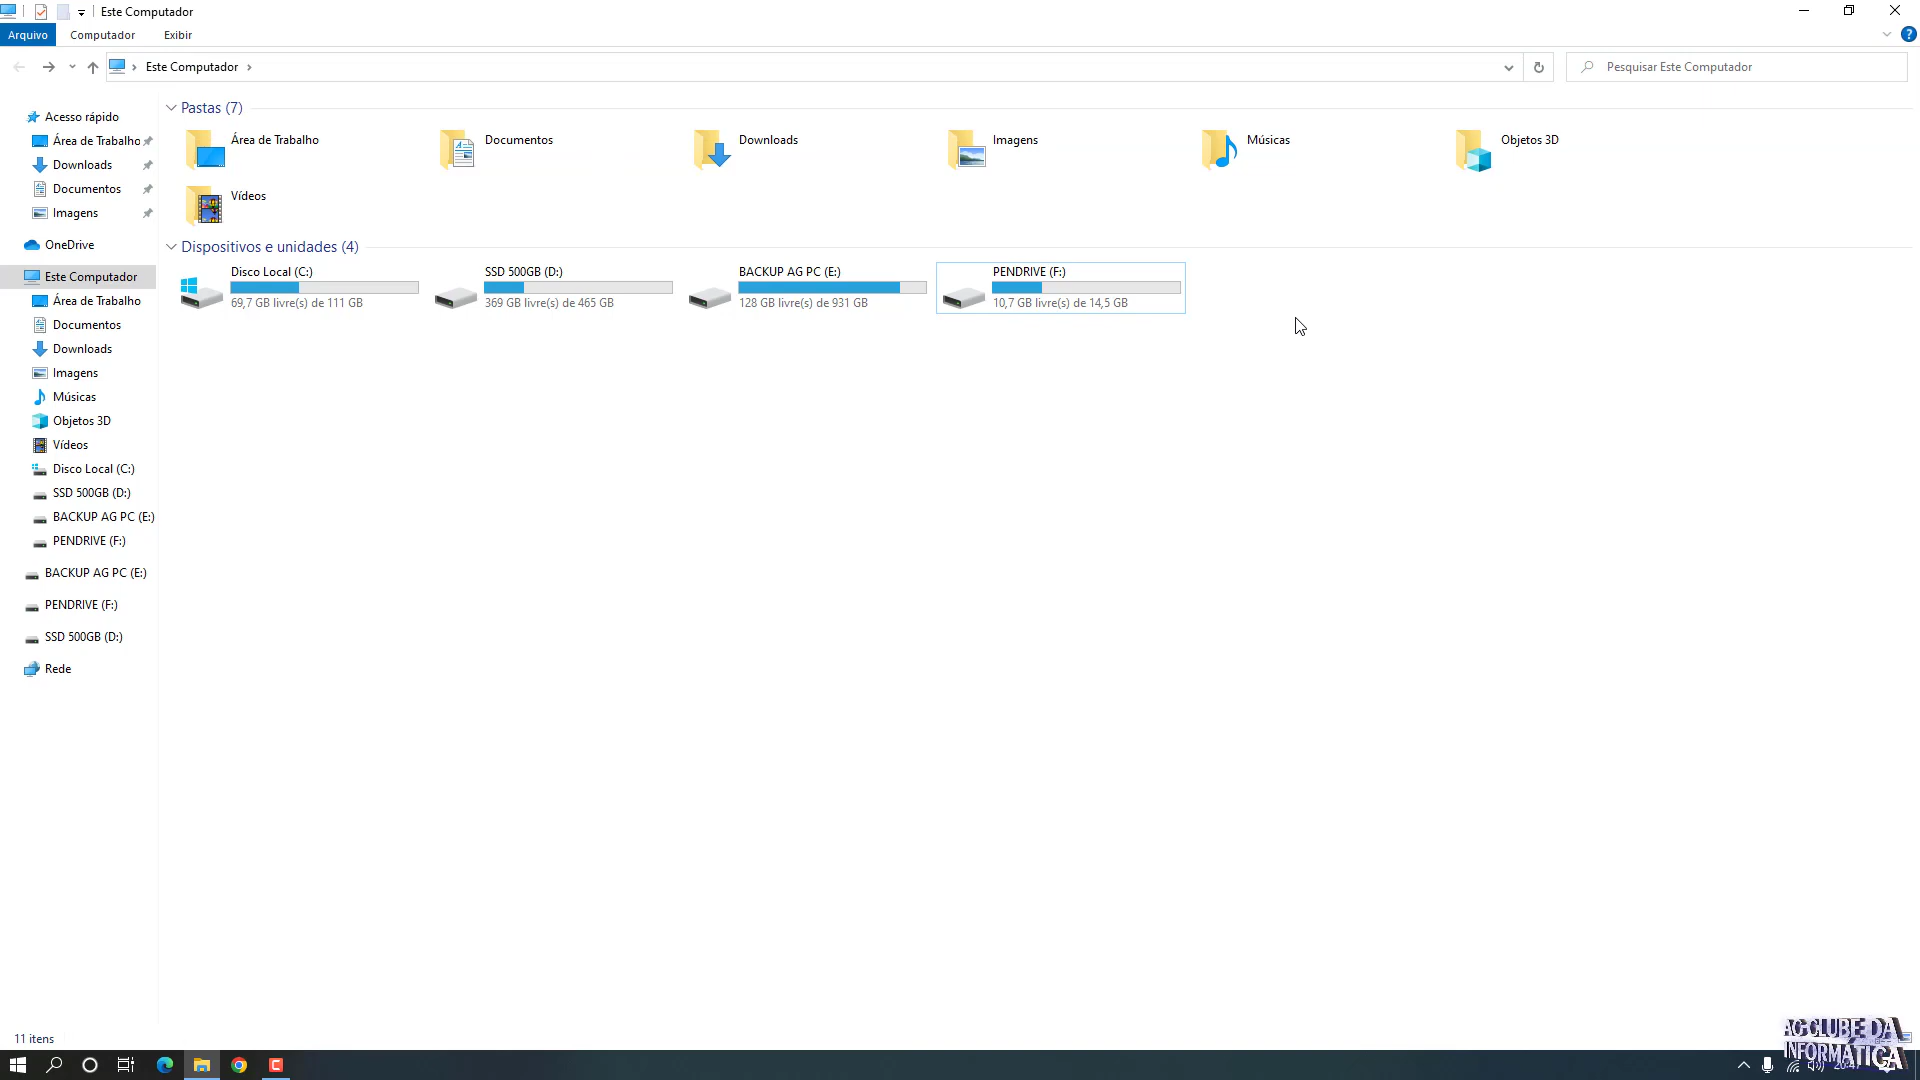 Este Computador
Arquivo
Computador
Exibir
Este Computador
Pesquisar Este Computador
Acesso rápido
Área de Trabalho
Downloads
Documentos
Imagens
OneDrive
Este Computador
Área de Trabalho
Documentos
Downloads
Imagens
Músicas
Objetos 3D
Vídeos
Disco Local (C:)
SSD 500GB (D:)
BACKUP AG PC (E:)
PENDRIVE (F:)
BACKUP AG PC (E:)
PENDRIVE (F:)
SSD 500GB (D:)
Rede
Pastas (7)
Área de Trabalho
Documentos
Downloads
Imagens
Músicas
Objetos 3D
Vídeos
Dispositivos e unidades (4)
Disco Local (C:)
69,7 GB livre(s) de 111 GB
SSD 500GB (D:)
369 GB livre(s) de 465 GB
BACKUP AG PC (E:)
128 GB livre(s) de 931 GB
PENDRIVE (F:)
10,7 GB livre(s) de 14,5 GB
11 itens
AG CLUBE DA
INFORMÁTICA
20:47